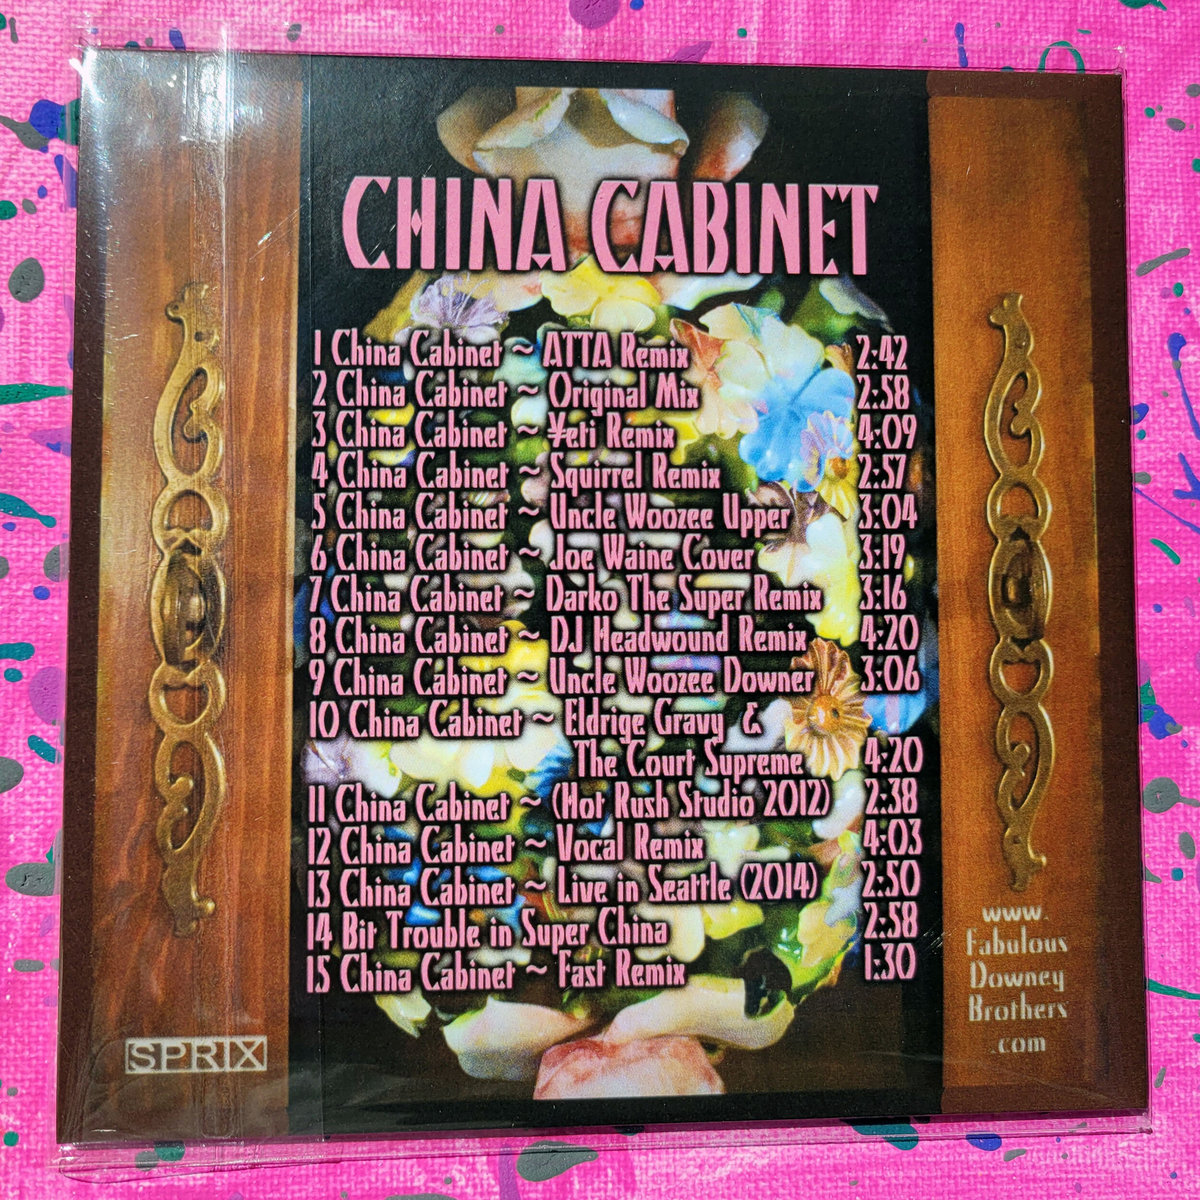 CHINA CABINET
1 China Cabinet ~ ATTA Remix 2:42
2 China Cabinet ~ Original Mix 2:58
3 China Cabinet ~ ¥eti Remix 4:09
4 China Cabinet ~ Squirrel Remix 2:57
5 China Cabinet ~ Uncle Woozee Upper 3:04
6 China Cabinet ~ Joe Waine Cover 3:19
7 China Cabinet ~ Darko The Super Remix 3:16
8 China Cabinet ~ DJ Headwound Remix 4:20
9 China Cabinet ~ Uncle Woozee Downer 3:06
10 China Cabinet ~ Eldrige Gravy &
The Court Supreme 4:20
11 China Cabinet ~ (Hot Rush Studio 2012) 2:38
12 China Cabinet ~ Vocal Remix 4:03
13 China Cabinet ~ Live in Seattle (2014) 2:50
14 Bit Trouble in Super China 2:58
15 China Cabinet ~ Fast Remix 1:30
www.
Fabulous
Downey
Brothers
.com
SPRIX